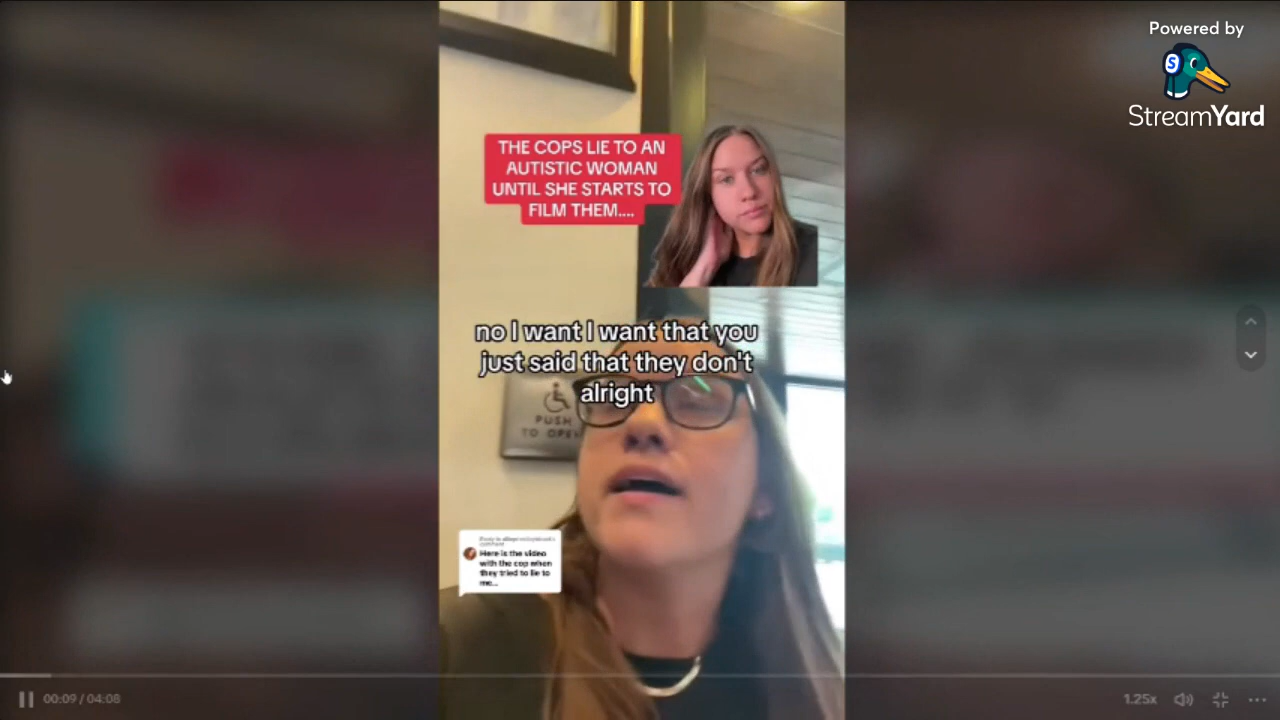 Powered by
StreamYard
THE COPS LIE TO AN
AUTISTIC WOMAN
UNTIL SHE STARTS TO
FILM THEM....
no I want I want that you
just said that they don't
alright
PUSH
TO OPEN
Here is the video
with the cop when
they tried to lie to
me...
00:09 / 04:08
1.25x